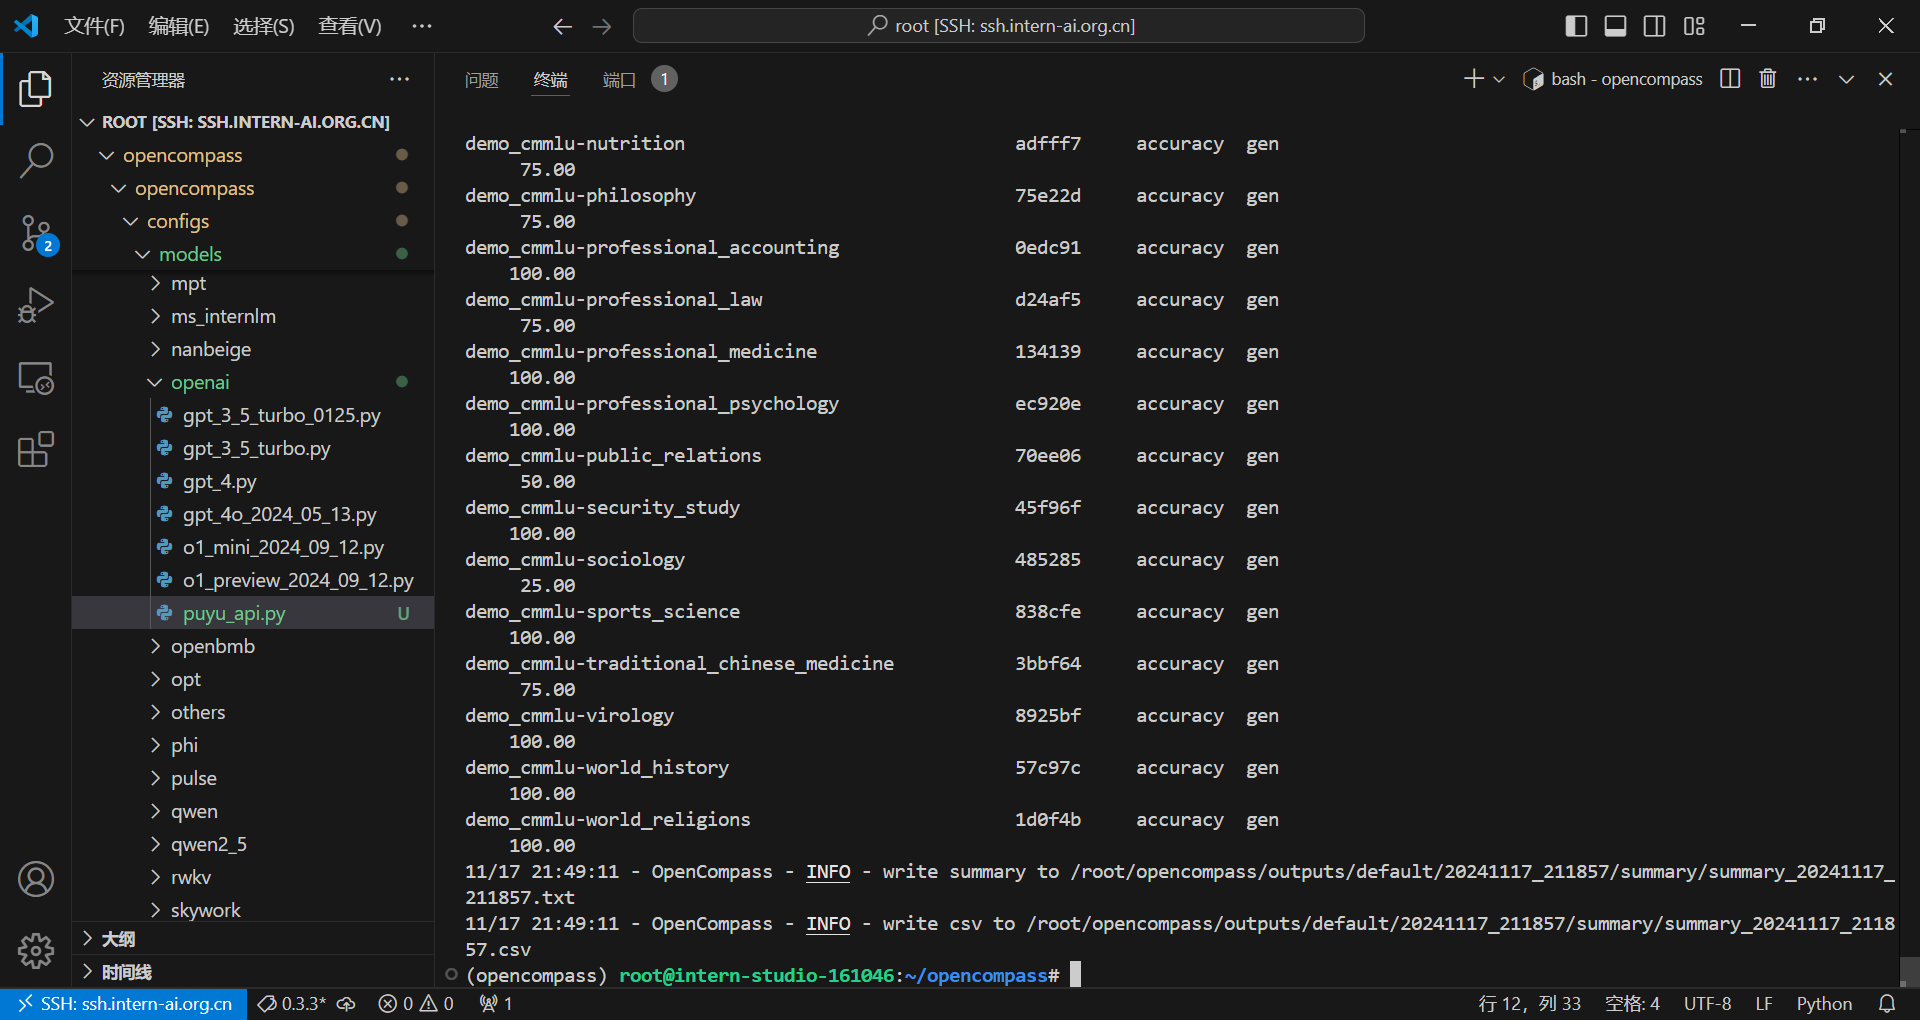 文件(F) 编辑(E) 选择(S) 查看(V) ··· root [SSH: ssh.intern-ai.org.cn]
资源管理器 ···
ROOT [SSH: SSH.INTERN-AI.ORG.CN]
opencompass
opencompass
configs
models
mpt
ms_internlm
nanbeige
openai
gpt_3_5_turbo_0125.py
gpt_3_5_turbo.py
gpt_4.py
gpt_4o_2024_05_13.py
o1_mini_2024_09_12.py
o1_preview_2024_09_12.py
puyu_api.py U
openbmb
opt
others
phi
pulse
qwen
qwen2_5
rwkv
skywork
大纲
时间线
2
问题 终端 端口 1 bash - opencompass ···
demo_cmmlu-nutrition adfff7 accuracy gen
75.00
demo_cmmlu-philosophy 75e22d accuracy gen
75.00
demo_cmmlu-professional_accounting 0edc91 accuracy gen
100.00
demo_cmmlu-professional_law d24af5 accuracy gen
75.00
demo_cmmlu-professional_medicine 134139 accuracy gen
100.00
demo_cmmlu-professional_psychology ec920e accuracy gen
100.00
demo_cmmlu-public_relations 70ee06 accuracy gen
50.00
demo_cmmlu-security_study 45f96f accuracy gen
100.00
demo_cmmlu-sociology 485285 accuracy gen
25.00
demo_cmmlu-sports_science 838cfe accuracy gen
100.00
demo_cmmlu-traditional_chinese_medicine 3bbf64 accuracy gen
75.00
demo_cmmlu-virology 8925bf accuracy gen
100.00
demo_cmmlu-world_history 57c97c accuracy gen
100.00
demo_cmmlu-world_religions 1d0f4b accuracy gen
100.00
11/17 21:49:11 - OpenCompass - INFO - write summary to /root/opencompass/outputs/default/20241117_211857/summary/summary_20241117_
211857.txt
11/17 21:49:11 - OpenCompass - INFO - write csv to /root/opencompass/outputs/default/20241117_211857/summary/summary_20241117_2118
57.csv
(opencompass) root@intern-studio-161046:~/opencompass#
SSH: ssh.intern-ai.org.cn 0.3.3* 0 0 1 行 12，列 33 空格: 4 UTF-8 LF Python